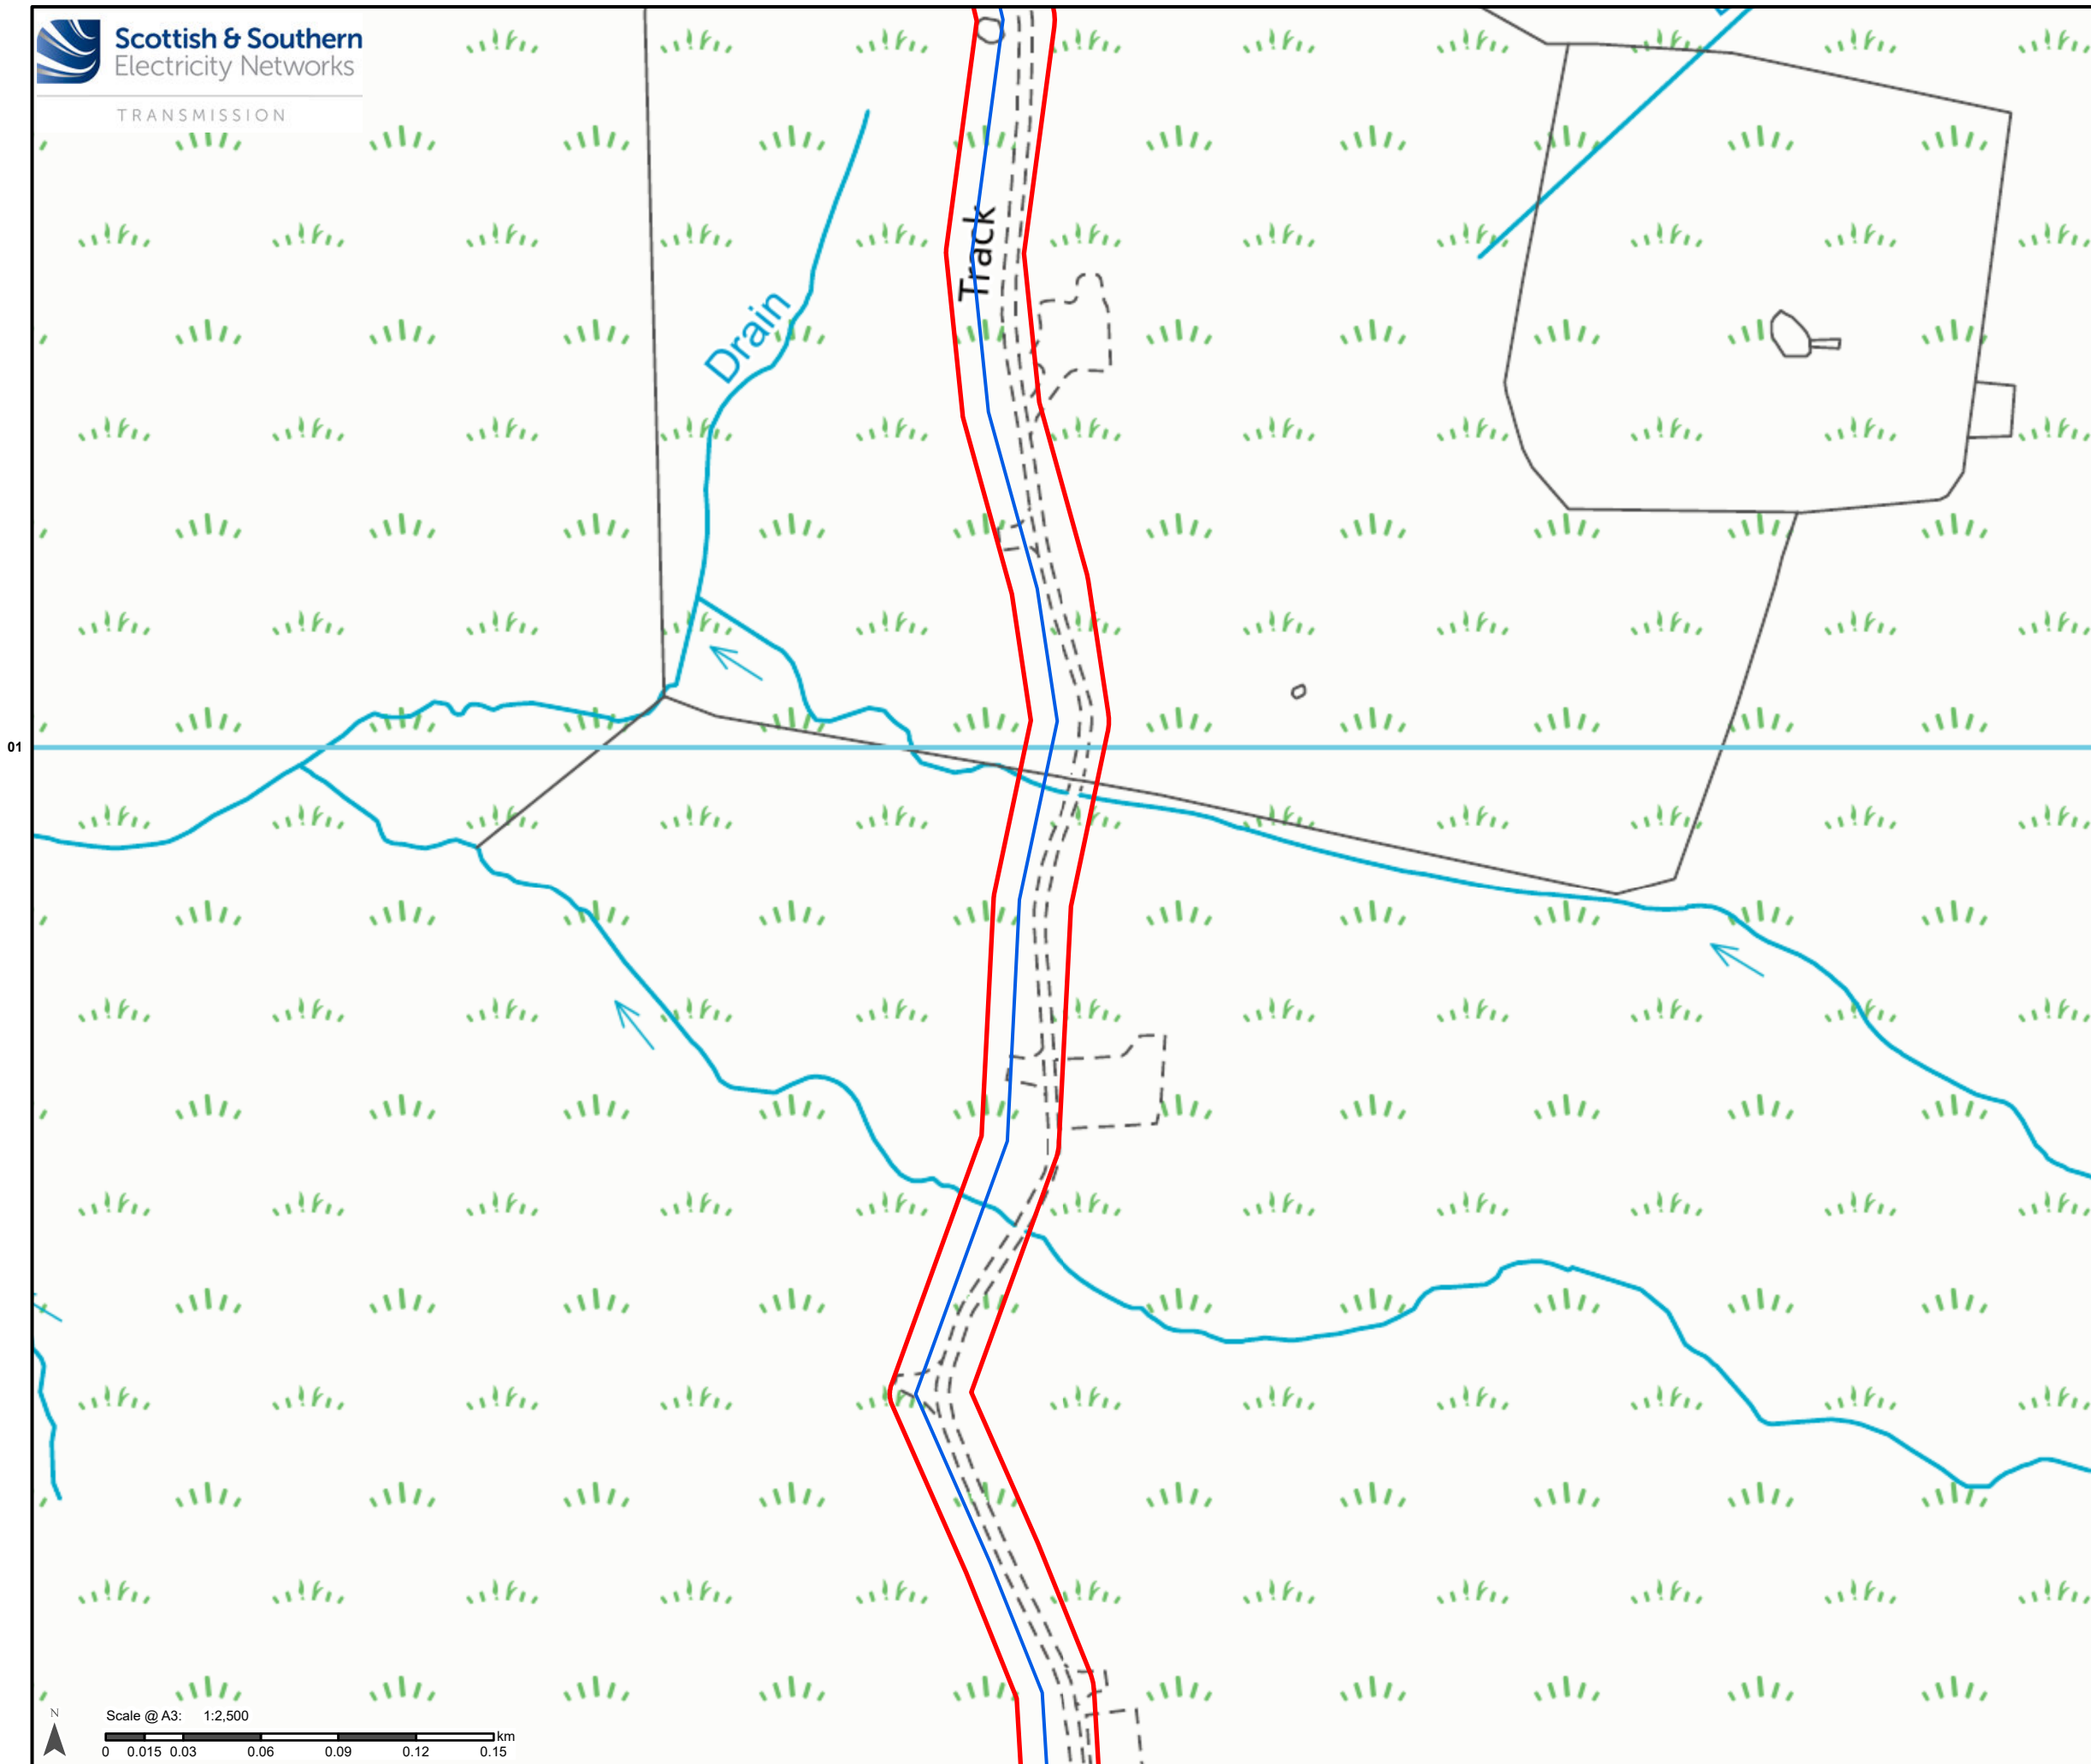 Scottish & Southern
Electricity Networks
TRANSMISSION
Track
Drain
01
N
Scale @ A3: 1:2,500
km
0 0.015 0.03 0.06 0.09 0.12 0.15